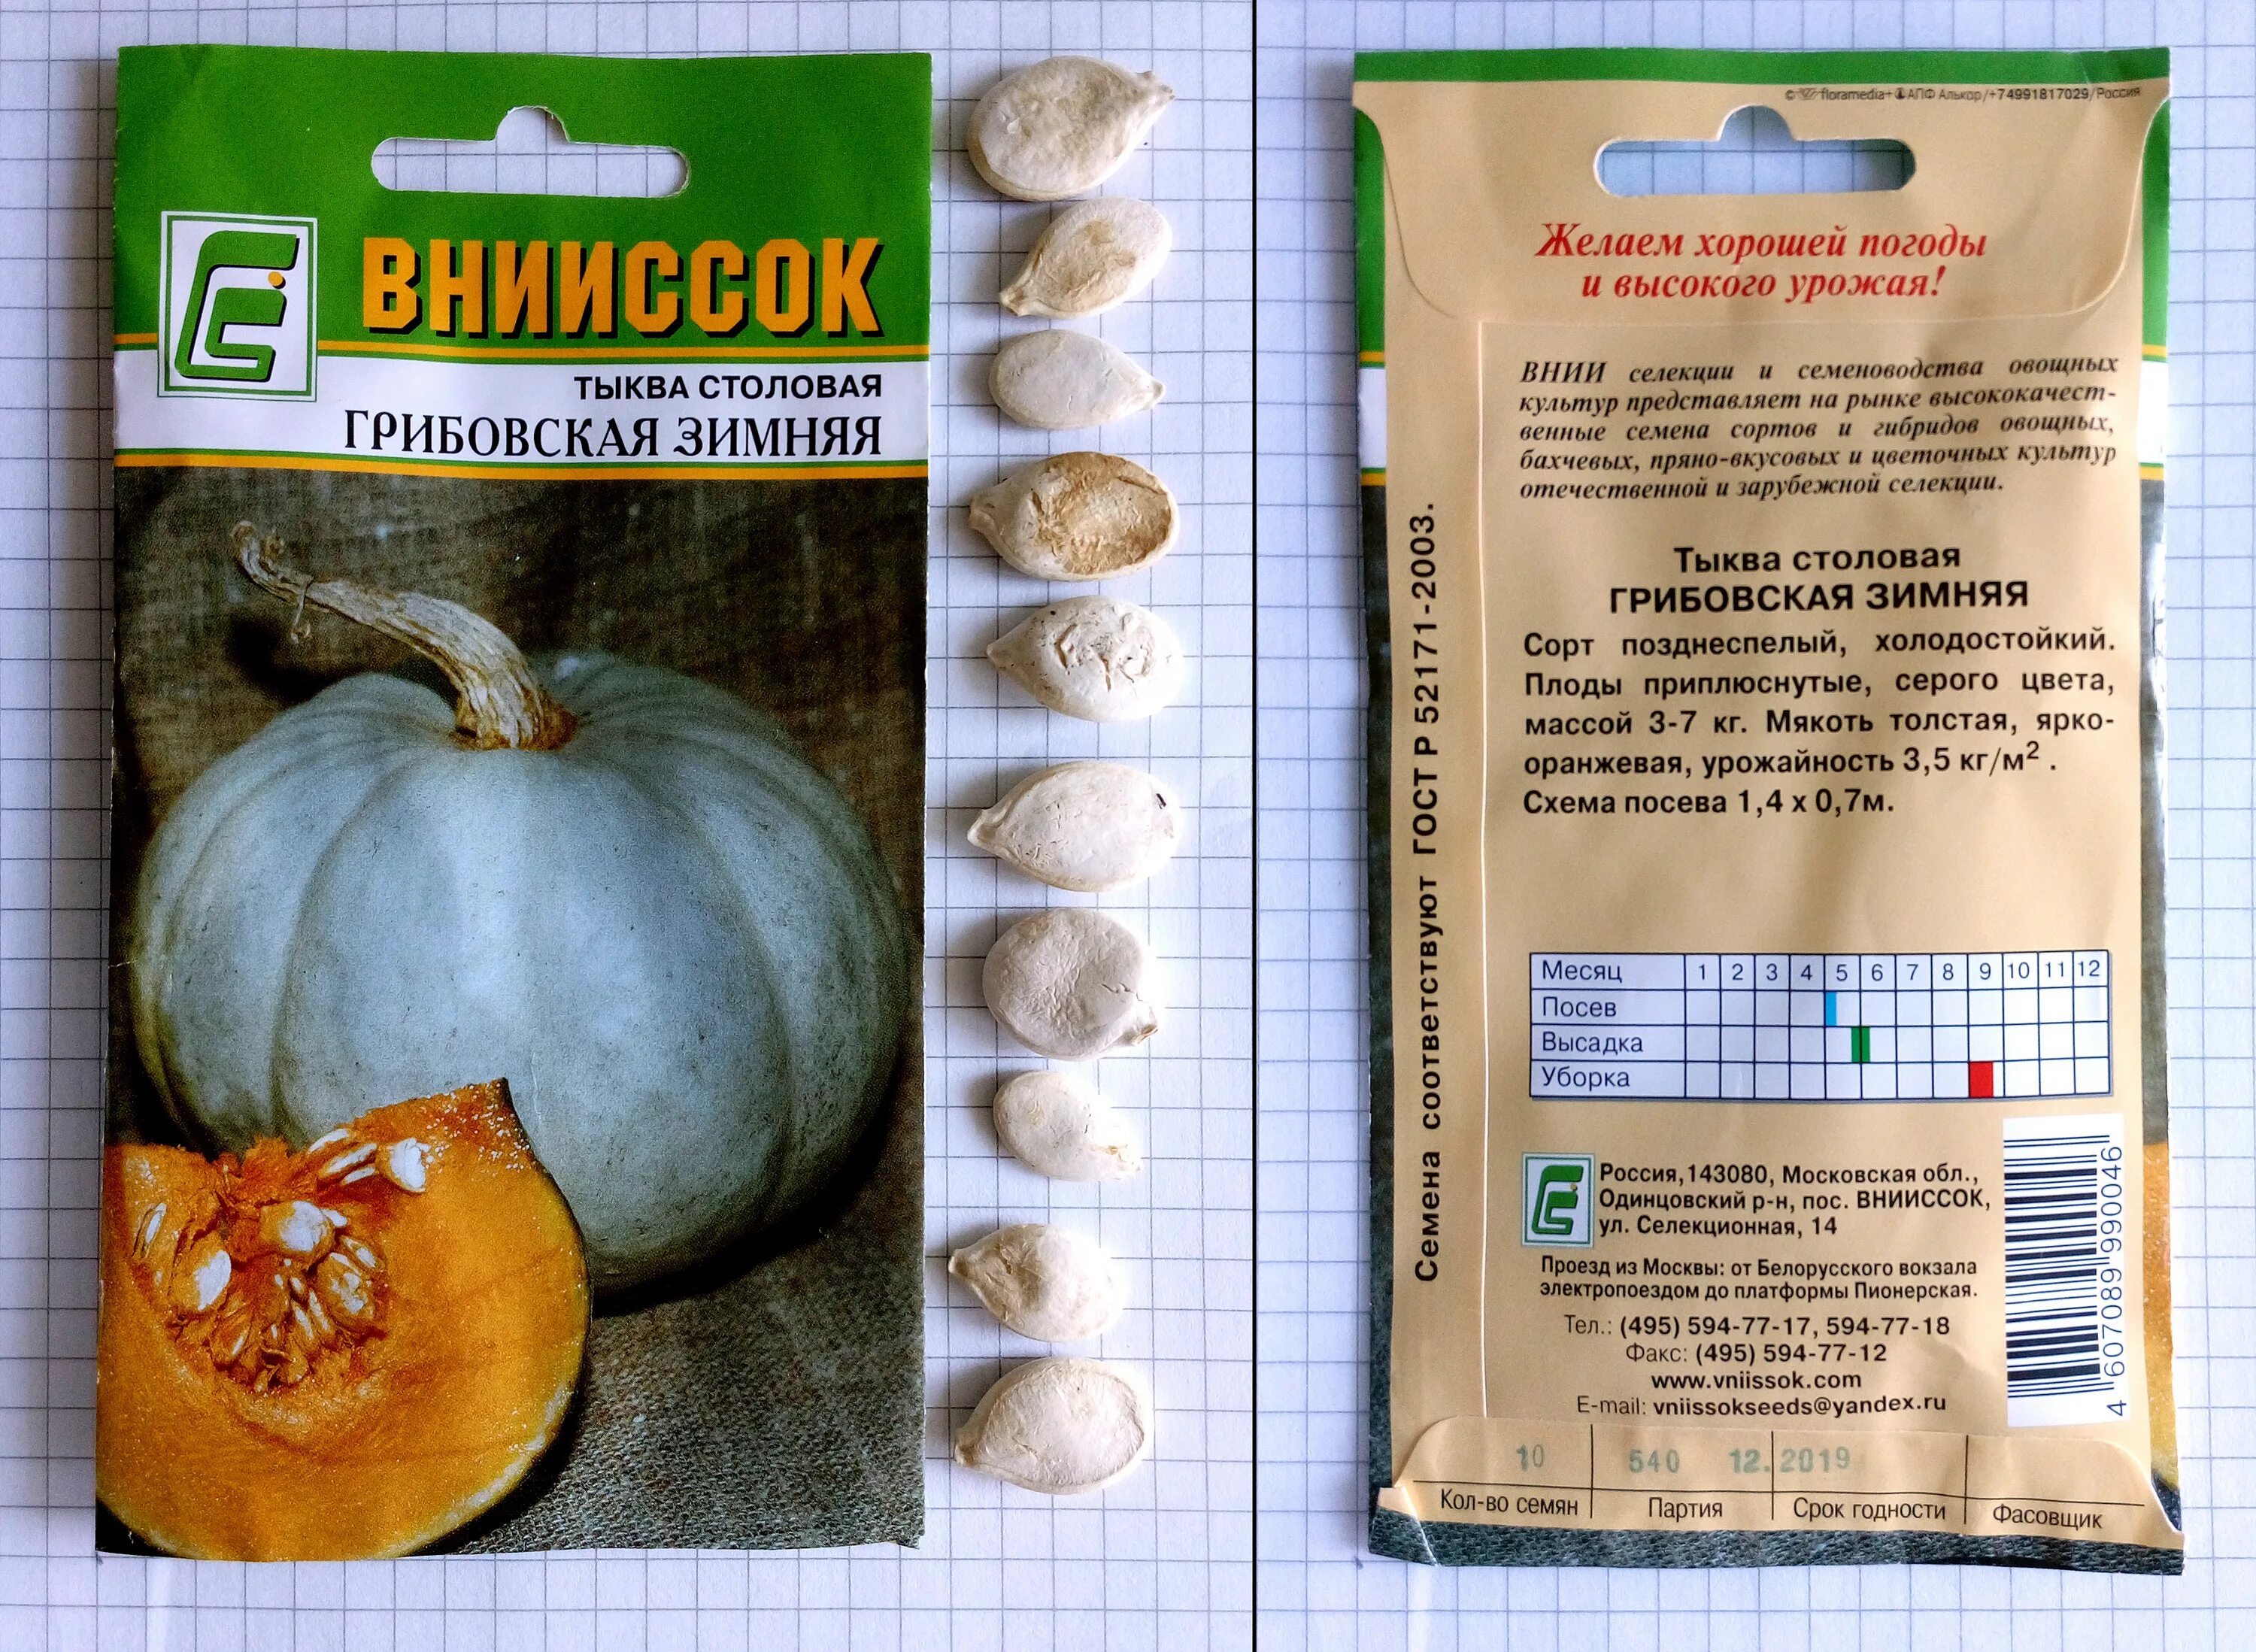 ВНИИССОК
ТЫКВА СТОЛОВАЯ
ГРИБОВСКАЯ ЗИМНЯЯ
© floramedia+ АПФ Алькор/+74991817029/Россия
Желаем хорошей погоды
и высокого урожая!
ВНИИ селекции и семеноводства овощных
культур представляет на рынке высококачест-
венные семена сортов и гибридов овощных,
бахчевых, пряно-вкусовых и цветочных культур
отечественной и зарубежной селекции.
Семена соответствуют ГОСТ Р 52171-2003.
Тыква столовая
ГРИБОВСКАЯ ЗИМНЯЯ
Сорт позднеспелый, холодостойкий.
Плоды приплюснутые, серого цвета,
массой 3-7 кг. Мякоть толстая, ярко-
оранжевая, урожайность 3,5 кг/м² .
Схема посева 1,4 х 0,7м.
Месяц 1 2 3 4 5 6 7 8 9 10 11 12
Посев
Высадка
Уборка
Россия,143080, Московская обл.,
Одинцовский р-н, пос. ВНИИССОК,
ул. Селекционная, 14
Проезд из Москвы: от Белорусского вокзала
электропоездом до платформы Пионерская.
Тел.: (495) 594-77-17, 594-77-18
Факс: (495) 594-77-12
www.vniissok.com
E-mail: vniissokseeds@yandex.ru
4 607089 990046
10 540 12.2019
Кол-во семян Партия Срок годности Фасовщик